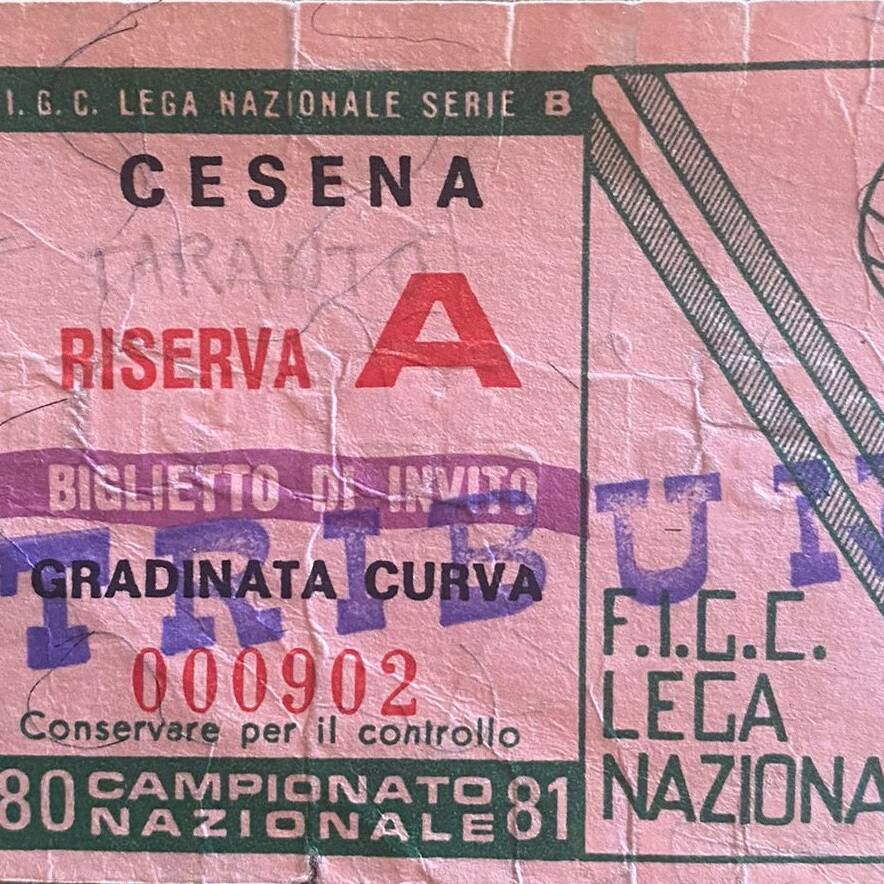 I. G. C. LEGA NAZIONALE SERIE B
CESENA
TARANTO
RISERVA A
BIGLIETTO DI INVITO
TRIBUN
GRADINATA CURVA
000902
Conservare per il controllo
80 CAMPIONATO NAZIONALE 81
F.I.G.C.
LEGA
NAZIONA